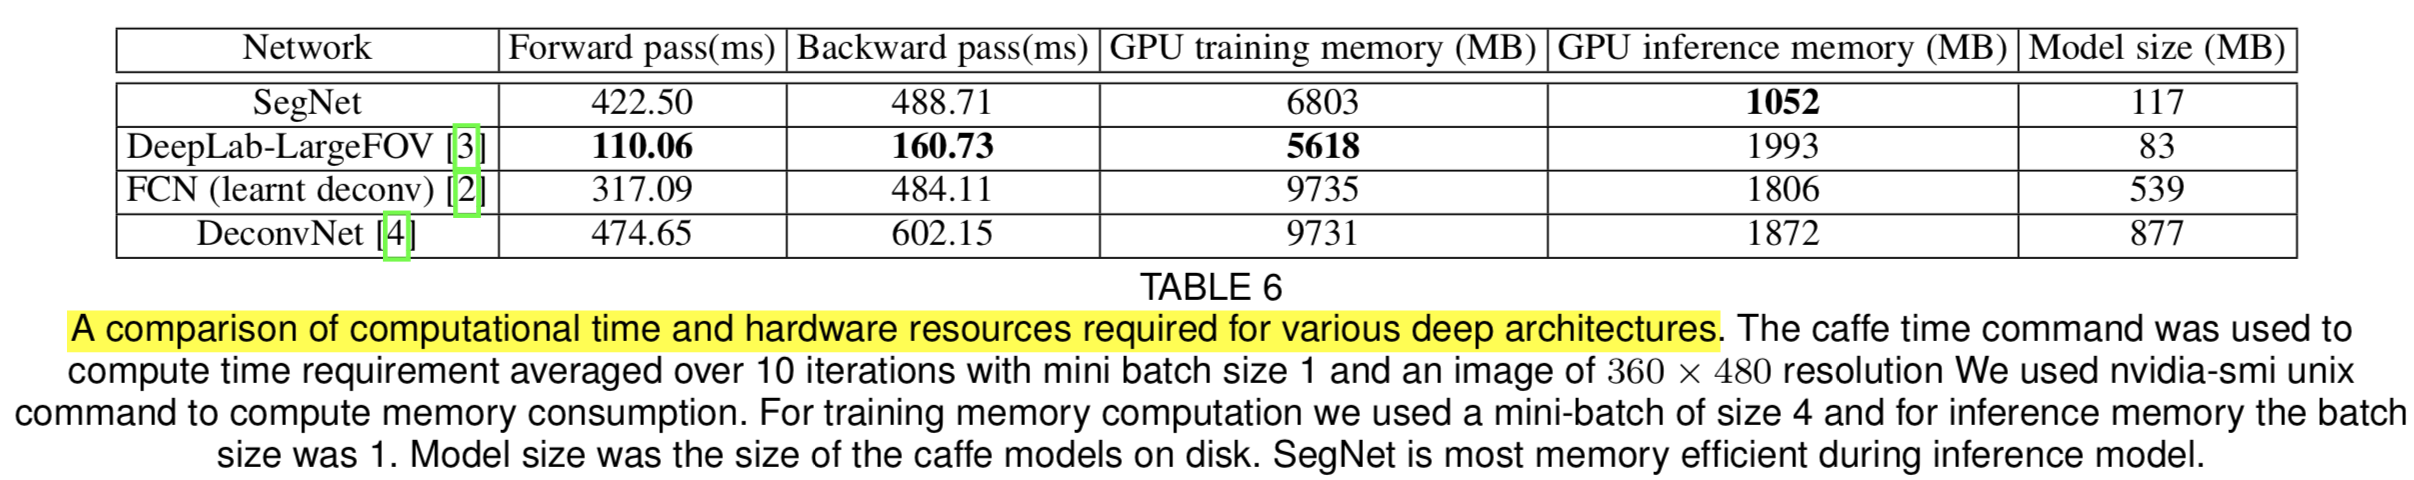 Network Forward pass(ms) Backward pass(ms) GPU training memory (MB) GPU inference memory (MB) Model size (MB)
SegNet 422.50 488.71 6803 1052 117
DeepLab-LargeFOV [3] 110.06 160.73 5618 1993 83
FCN (learnt deconv) [2] 317.09 484.11 9735 1806 539
DeconvNet [4] 474.65 602.15 9731 1872 877
TABLE 6
A comparison of computational time and hardware resources required for various deep architectures. The caffe time command was used to
compute time requirement averaged over 10 iterations with mini batch size 1 and an image of 360 × 480 resolution We used nvidia-smi unix
command to compute memory consumption. For training memory computation we used a mini-batch of size 4 and for inference memory the batch
size was 1. Model size was the size of the caffe models on disk. SegNet is most memory efficient during inference model.